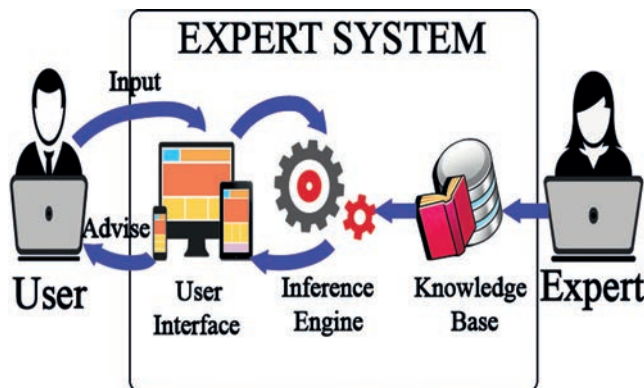 EXPERT SYSTEM
Input
Advise
User
User
Interface
Inference
Engine
Knowledge
Base
Expert